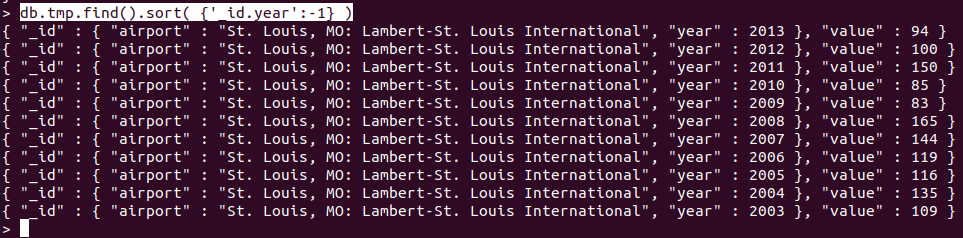 > db.tmp.find().sort( {'_id.year':-1} )
{ "_id" : { "airport" : "St. Louis, MO: Lambert-St. Louis International", "year" : 2013 }, "value" : 94 }
{ "_id" : { "airport" : "St. Louis, MO: Lambert-St. Louis International", "year" : 2012 }, "value" : 100 }
{ "_id" : { "airport" : "St. Louis, MO: Lambert-St. Louis International", "year" : 2011 }, "value" : 150 }
{ "_id" : { "airport" : "St. Louis, MO: Lambert-St. Louis International", "year" : 2010 }, "value" : 85 }
{ "_id" : { "airport" : "St. Louis, MO: Lambert-St. Louis International", "year" : 2009 }, "value" : 83 }
{ "_id" : { "airport" : "St. Louis, MO: Lambert-St. Louis International", "year" : 2008 }, "value" : 165 }
{ "_id" : { "airport" : "St. Louis, MO: Lambert-St. Louis International", "year" : 2007 }, "value" : 144 }
{ "_id" : { "airport" : "St. Louis, MO: Lambert-St. Louis International", "year" : 2006 }, "value" : 119 }
{ "_id" : { "airport" : "St. Louis, MO: Lambert-St. Louis International", "year" : 2005 }, "value" : 116 }
{ "_id" : { "airport" : "St. Louis, MO: Lambert-St. Louis International", "year" : 2004 }, "value" : 135 }
{ "_id" : { "airport" : "St. Louis, MO: Lambert-St. Louis International", "year" : 2003 }, "value" : 109 }
>